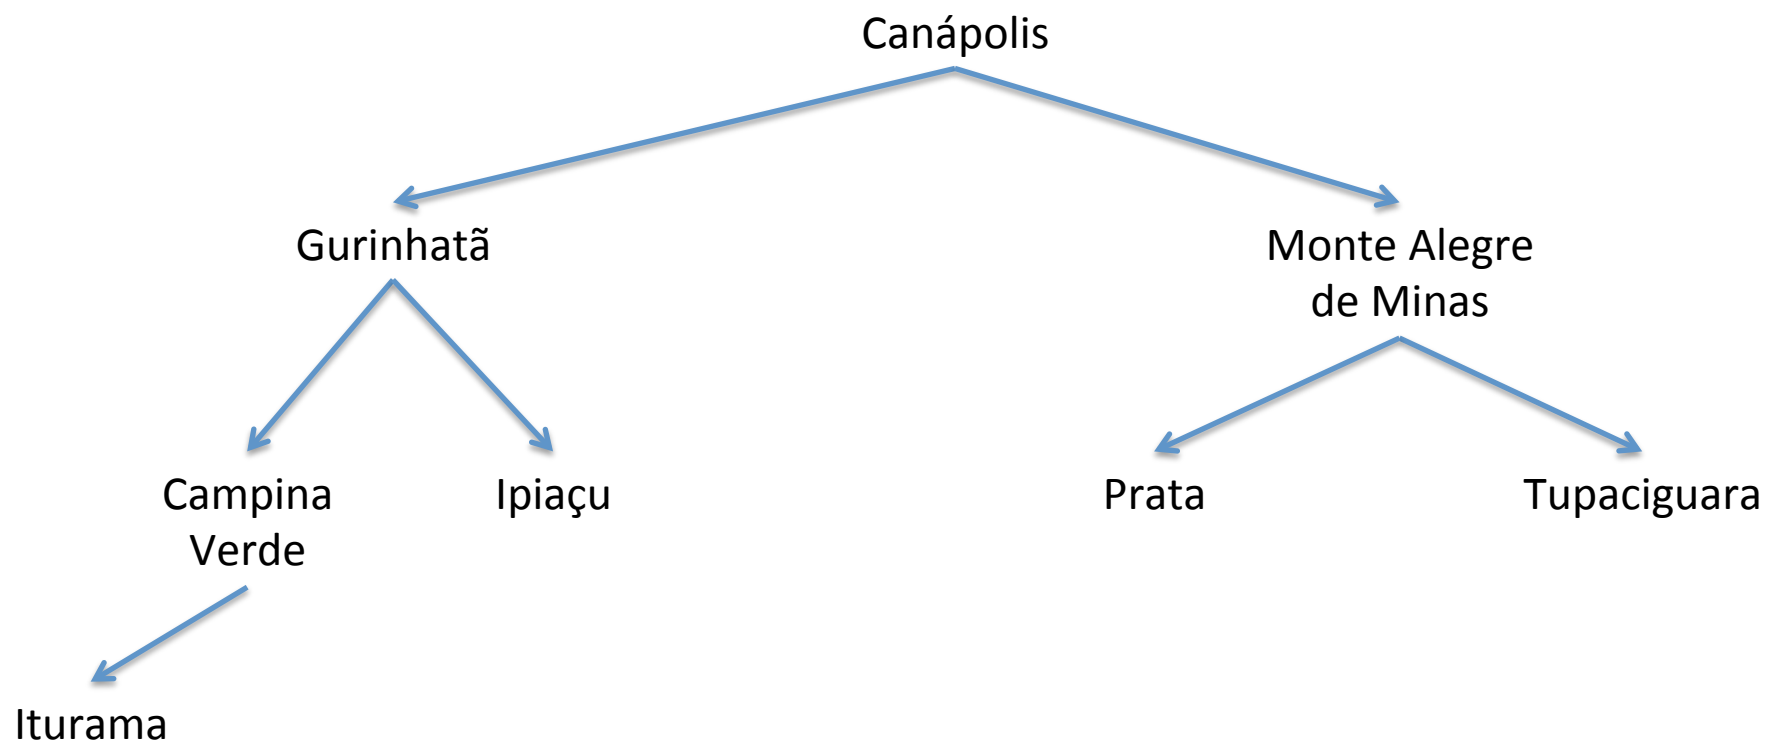 Canápolis
Gurinhatã
Monte Alegre
de Minas
Campina
Verde
Ipiaçu
Prata
Tupaciguara
Iturama